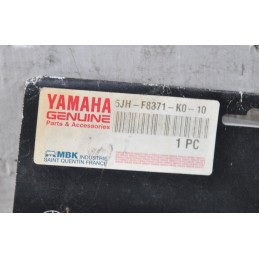 YAMAHA
GENUINE
Parts & Accessories
5JH-F8371-K0-10
1 PC
MBK INDUSTRIE
SAINT QUENTIN FRANCE